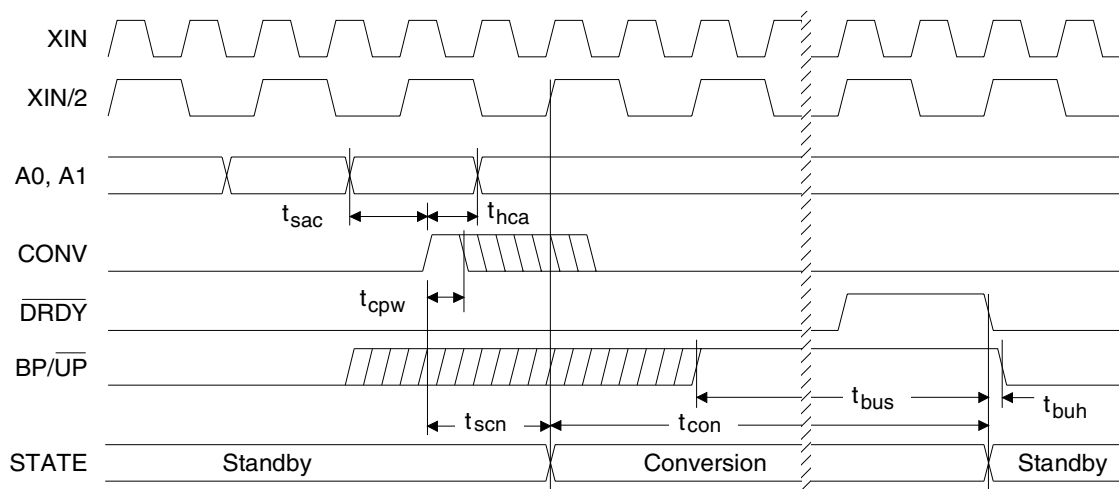 XIN
XIN/2
A0, A1
t_sac
t_hca
CONV
t_cpw
DRDY
BP/UP
t_bus
t_buh
t_scn
t_con
STATE
Standby
Conversion
Standby